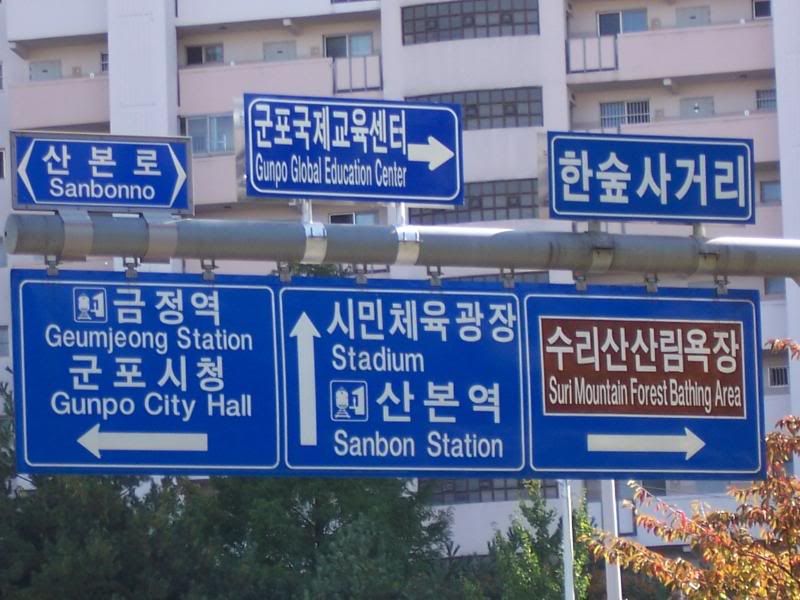 산본로
Sanbonno
군포국제교육센터
Gunpo Global Education Center
한숲사거리
1 금정역
Geumjeong Station
군포시청
Gunpo City Hall
시민체육광장
Stadium
산본역
Sanbon Station
수리산산림욕장
Suri Mountain Forest Bathing Area